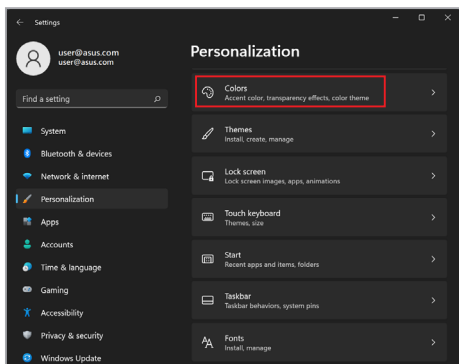 Settings
user@asus.com
user@asus.com
Find a setting
System
Bluetooth & devices
Network & internet
Personalization
Apps
Accounts
Time & language
Gaming
Accessibility
Privacy & security
Windows Update
Personalization
Colors
Accent color, transparency effects, color theme
Themes
Install, create, manage
Lock screen
Lock screen images, apps, animations
Touch keyboard
Themes, size
Start
Recent apps and items, folders
Taskbar
Taskbar behaviors, system pins
Fonts
Install, manage